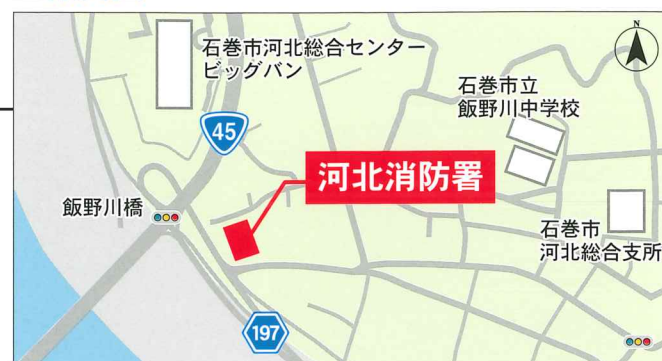 石巻市河北総合センター
ビッグバン
N
石巻市立
飯野川中学校
45
河北消防署
飯野川橋
石巻市
河北総合支所
197